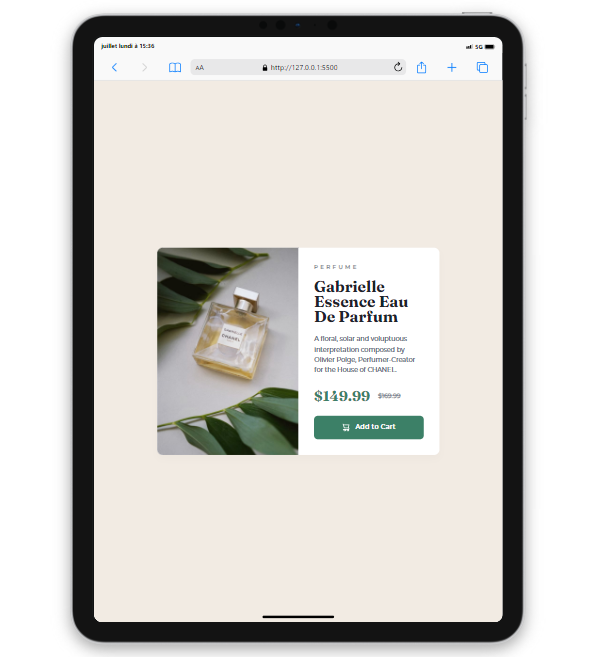 juillet lundi à 15:36
5G
AA
http://127.0.0.1:5500
GABRIELLE
CHANEL
PERFUME
Gabrielle
Essence Eau
De Parfum
A floral, solar and voluptuous
interpretation composed by
Olivier Polge, Perfumer-Creator
for the House of CHANEL.
$149.99 $169.99
Add to Cart